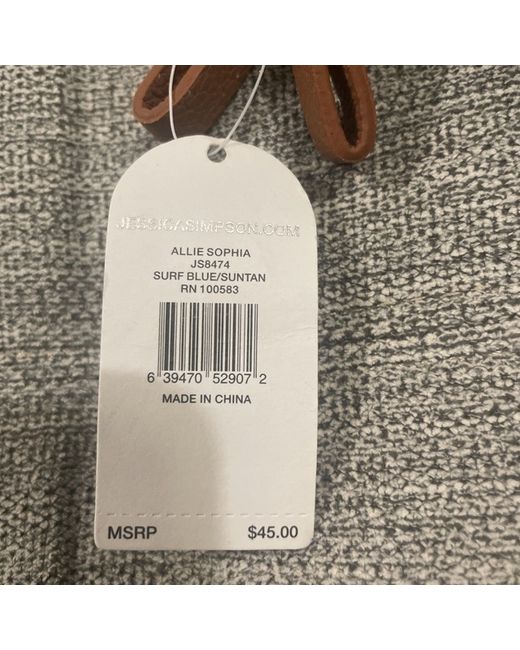 JESSICASIMPSON.COM
ALLIE SOPHIA
JS8474
SURF BLUE/SUNTAN
RN 100583
6 39470 52907 2
MADE IN CHINA
MSRP $45.00